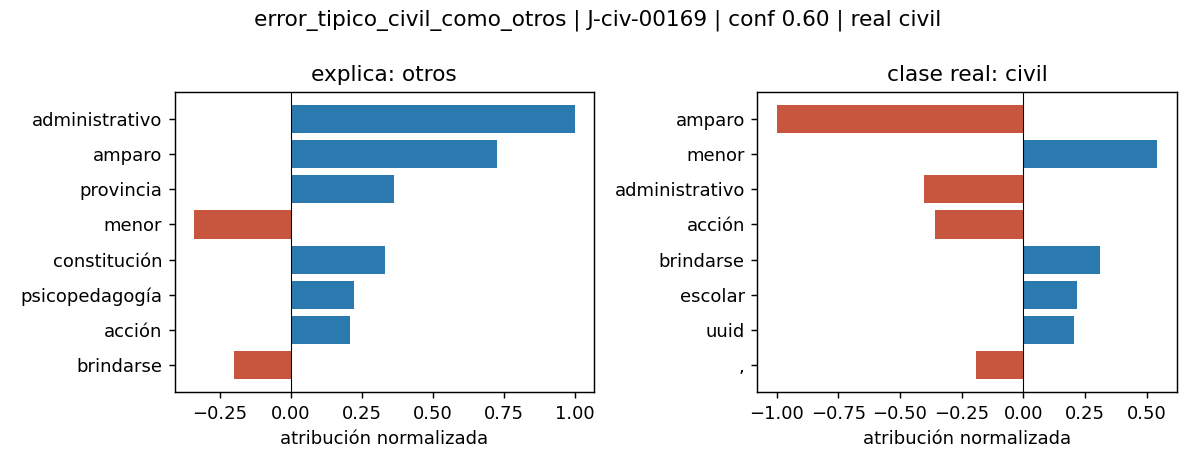 error_tipico_civil_como_otros | J-civ-00169 | conf 0.60 | real civil
explica: otros
administrativo
amparo
provincia
menor
constitución
psicopedagogía
acción
brindarse
−0.25 0.00 0.25 0.50 0.75 1.00
atribución normalizada
clase real: civil
amparo
menor
administrativo
acción
brindarse
escolar
uuid
,
−1.00 −0.75 −0.50 −0.25 0.00 0.25 0.50
atribución normalizada